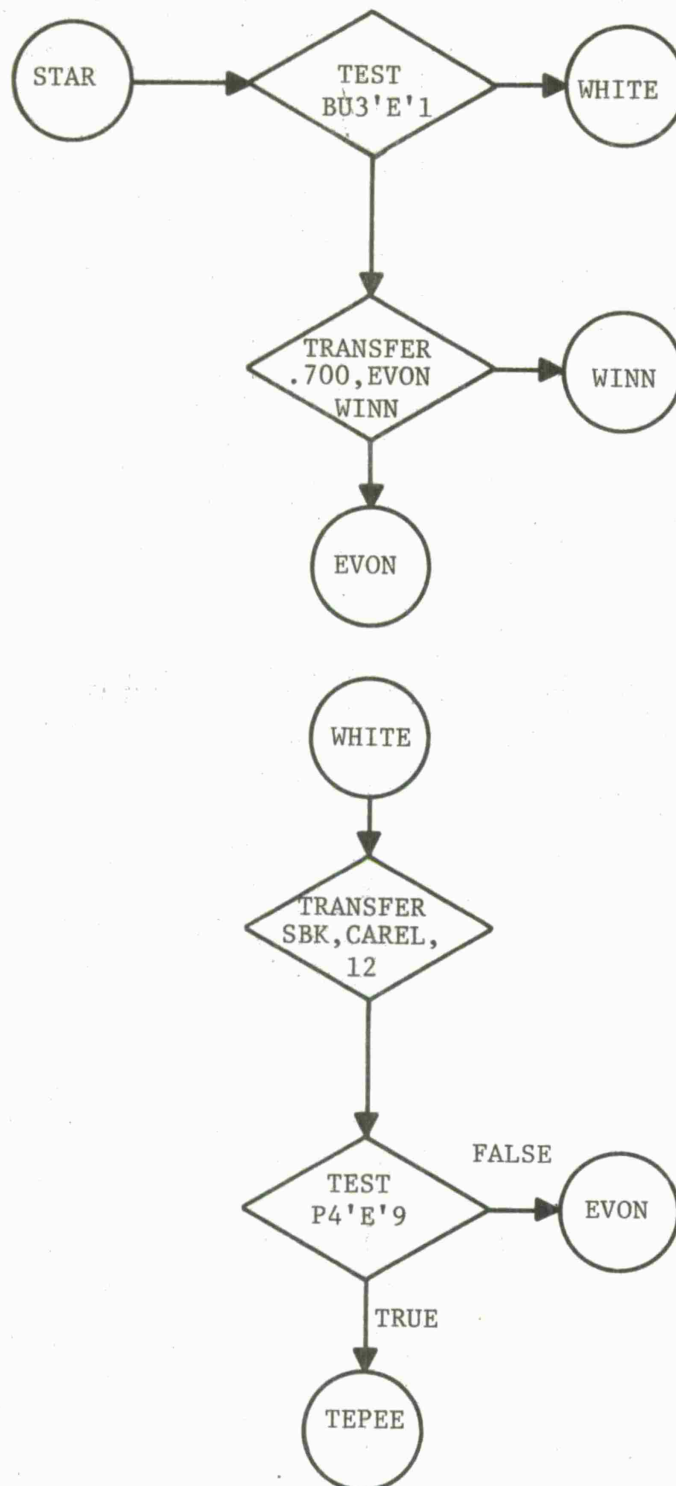 STAR
TEST
BU3'E'1
WHITE
TRANSFER
.700,EVON
WINN
WINN
EVON
WHITE
TRANSFER
SBK,CAREL,
12
TEST
P4'E'9
FALSE
EVON
TRUE
TEPEE